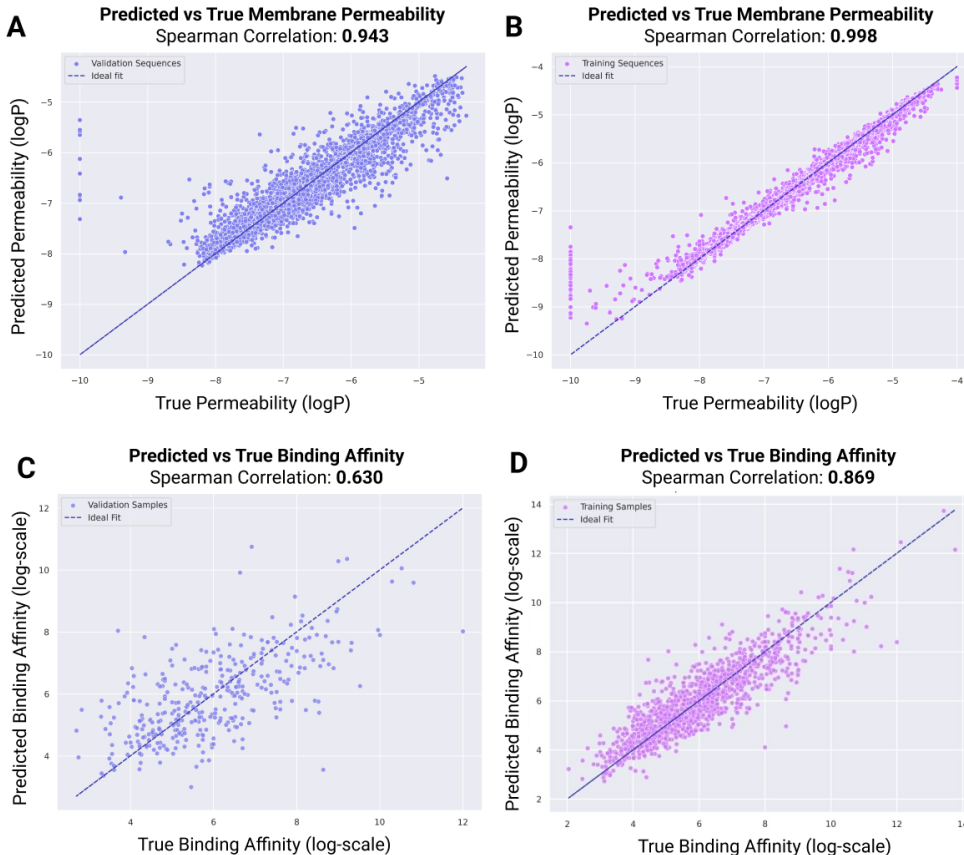 A
Predicted vs True Membrane Permeability
Spearman Correlation: 0.943
Validation Sequences
Ideal fit
Predicted Permeability (logP)
−5
−6
−7
−8
−9
−10
−10
−9
−8
−7
−6
−5
True Permeability (logP)
B
Predicted vs True Membrane Permeability
Spearman Correlation: 0.998
Training Sequences
Ideal fit
Predicted Permeability (logP)
−4
−5
−6
−7
−8
−9
−10
−10
−9
−8
−7
−6
−5
−4
True Permeability (logP)
C
Predicted vs True Binding Affinity
Spearman Correlation: 0.630
Validation Samples
Ideal Fit
Predicted Binding Affinity (log-scale)
12
10
8
6
4
4
6
8
10
12
True Binding Affinity (log-scale)
D
Predicted vs True Binding Affinity
Spearman Correlation: 0.869
Training Samples
Ideal Fit
Predicted Binding Affinity (log-scale)
14
12
10
8
6
4
2
2
4
6
8
10
12
14
True Binding Affinity (log-scale)